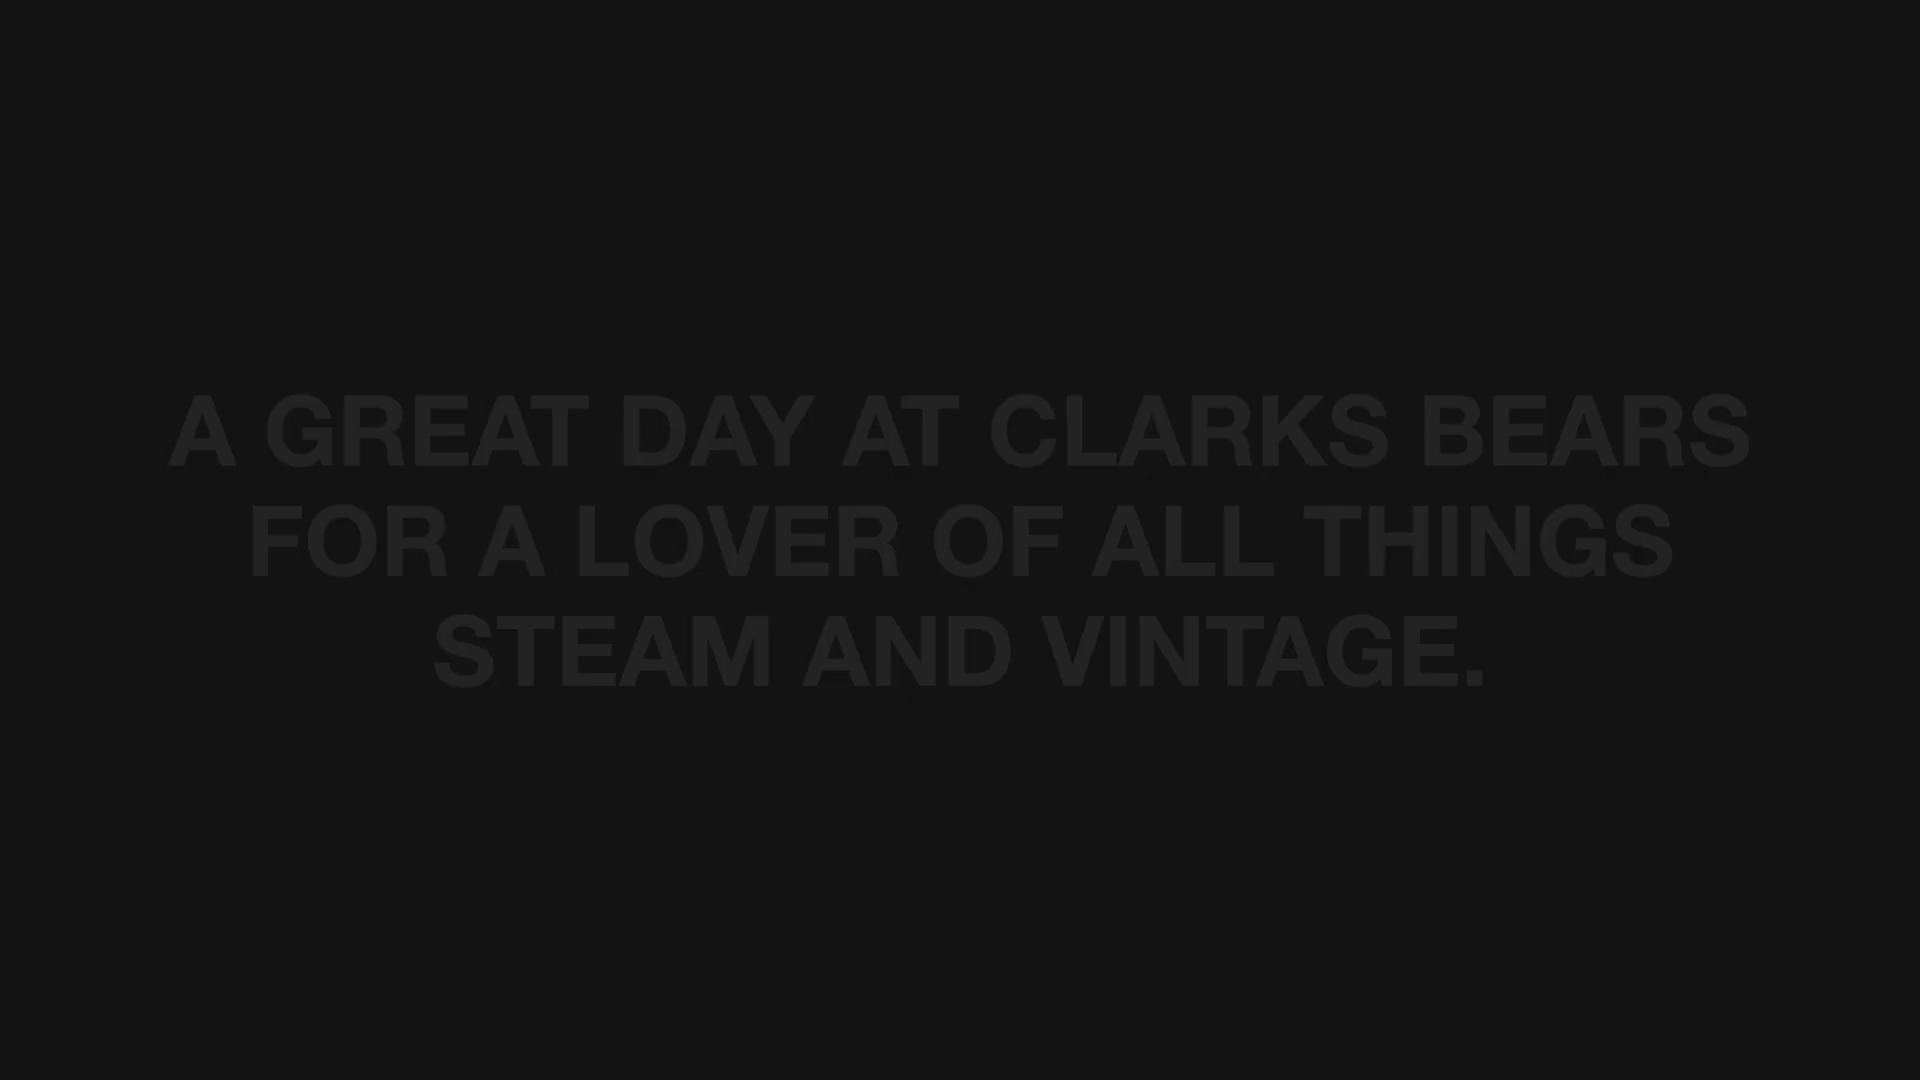 A GREAT DAY AT CLARKS BEARS
FOR A LOVER OF ALL THINGS
STEAM AND VINTAGE.